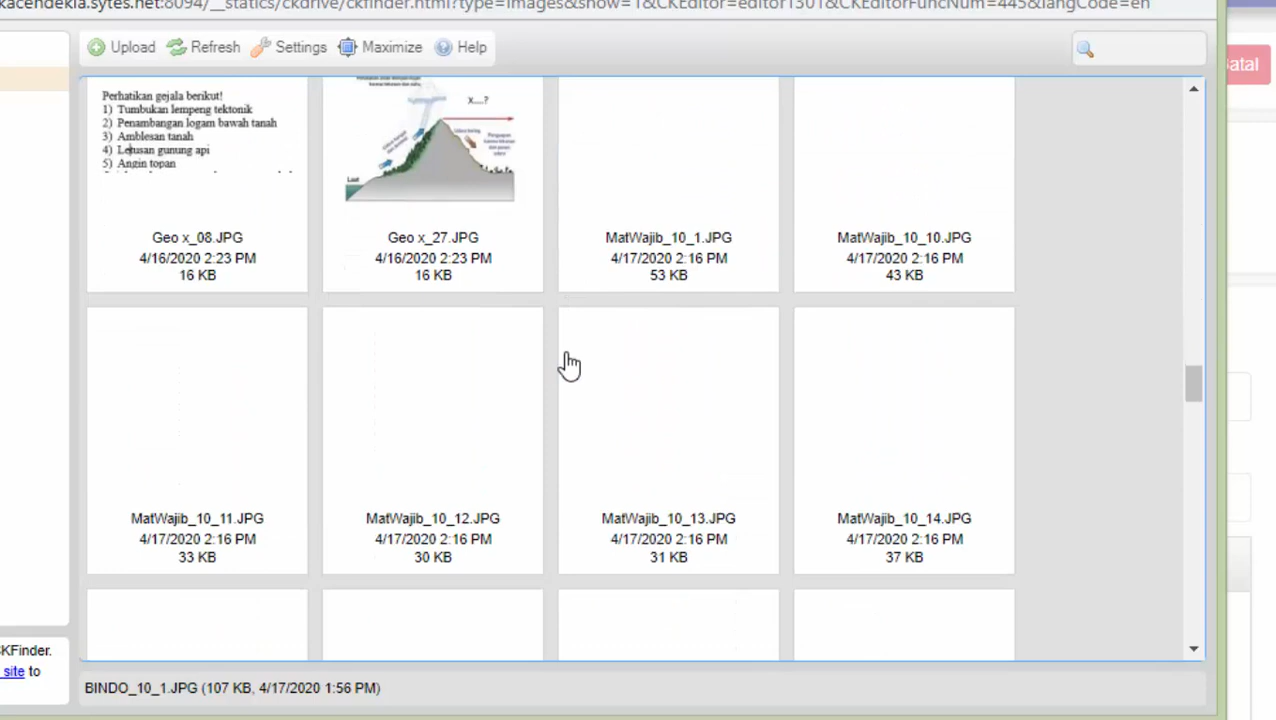 kacendekia.sytes.net:8094/__statics/ckdrive/ckfinder.html?type=Images&show=1&CKEditor=editor1301&CKEditorFuncNum=445&langCode=en
Upload Refresh Settings Maximize Help
atal
Perhatikan gejala berikut!
1) Tumbukan lempeng tektonik
2) Penambangan logam bawah tanah
3) Amblesan tanah
4) Letusan gunung api
5) Angin topan
X....?
Laut
Geo x_08.JPG
4/16/2020 2:23 PM
16 KB
Geo x_27.JPG
4/16/2020 2:23 PM
16 KB
MatWajib_10_1.JPG
4/17/2020 2:16 PM
53 KB
MatWajib_10_10.JPG
4/17/2020 2:16 PM
43 KB
MatWajib_10_11.JPG
4/17/2020 2:16 PM
33 KB
MatWajib_10_12.JPG
4/17/2020 2:16 PM
30 KB
MatWajib_10_13.JPG
4/17/2020 2:16 PM
31 KB
MatWajib_10_14.JPG
4/17/2020 2:16 PM
37 KB
CKFinder.
site to
BINDO_10_1.JPG (107 KB, 4/17/2020 1:56 PM)